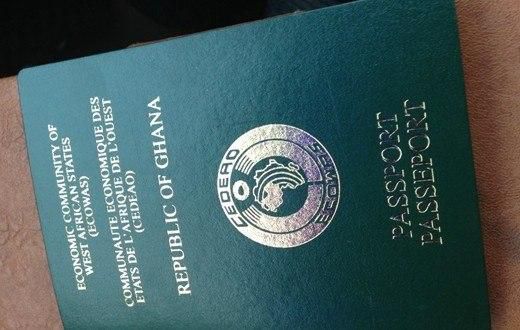 ECONOMIC COMMUNITY OF
WEST AFRICAN STATES
(ECOWAS)
COMMUNAUTE ECONOMIQUE DES
ETATS DE L'AFRIQUE DE L'OUEST
(CEDEAO)
REPUBLIC OF GHANA
CEDEAO
ECOWAS
PASSPORT
PASSEPORT